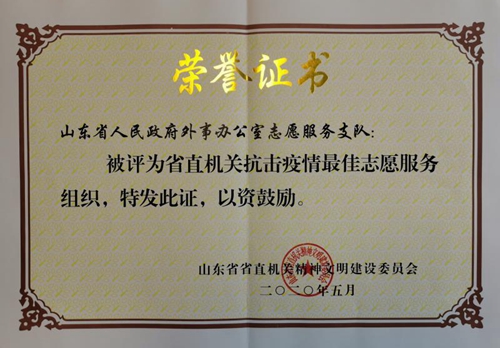 荣誉证书
山东省人民政府外事办公室志愿服务支队：
被评为省直机关抗击疫情最佳志愿服务
组织，特发此证，以资鼓励。
山东省省直机关精神文明建设委员会
二〇二〇年五月